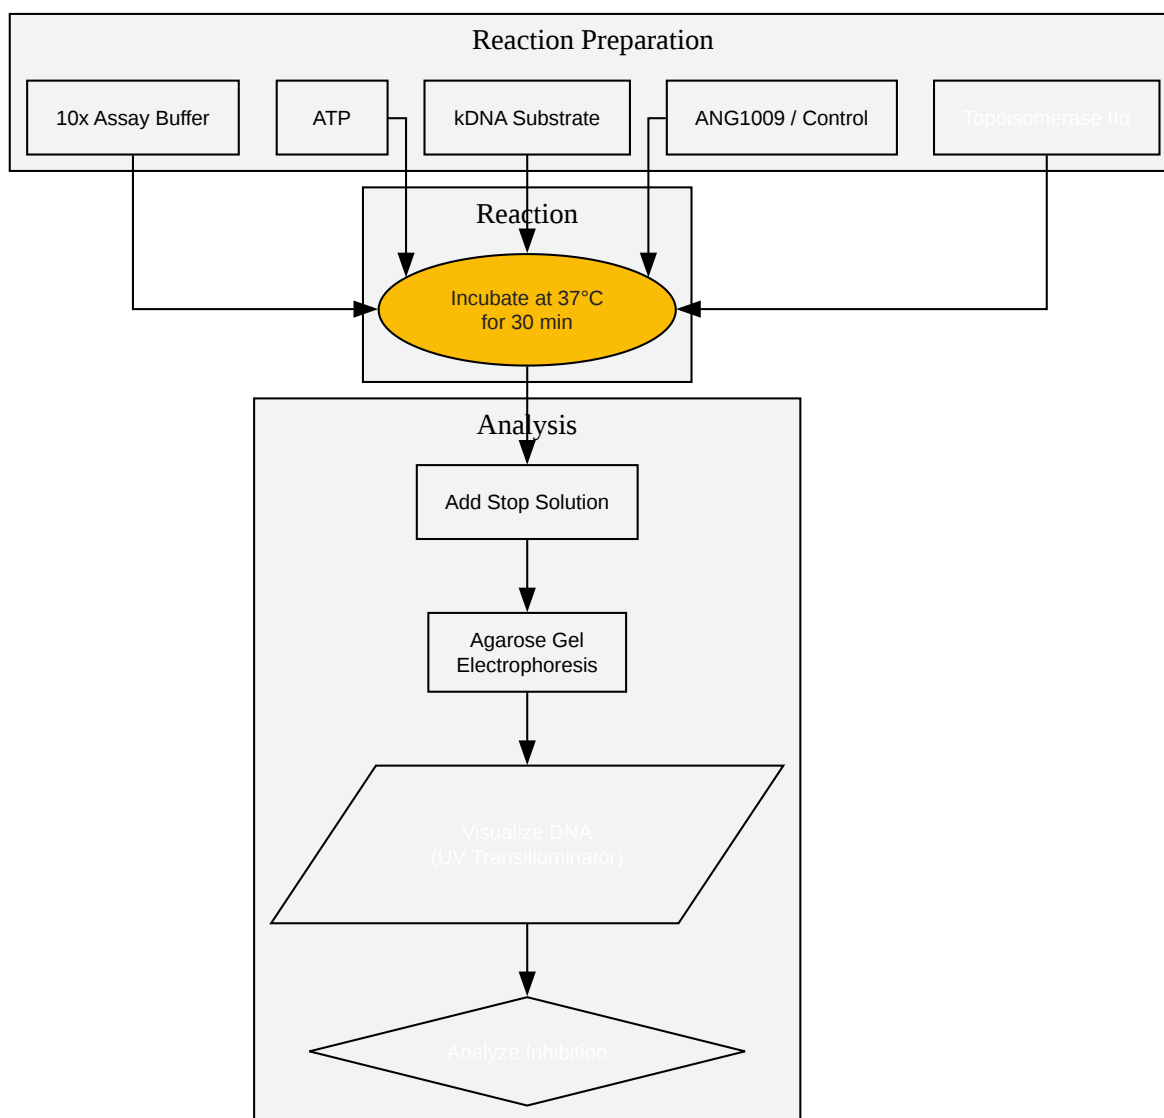 Reaction Preparation
10x Assay Buffer
ATP
kDNA Substrate
ANG1009 / Control
Topoisomerase IIα
Reaction
Incubate at 37°C
for 30 min
Analysis
Add Stop Solution
Agarose Gel
Electrophoresis
Visualize DNA
(UV Transilluminator)
Analyze Inhibition